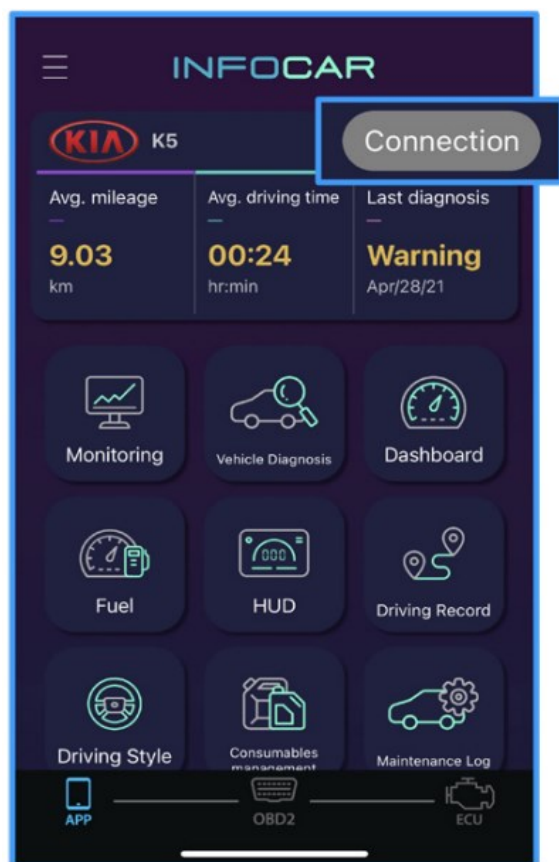 INFOCAR
KIA K5
Connection
Avg. mileage
9.03
km
Avg. driving time
00:24
hr:min
Last diagnosis
Warning
Apr/28/21
Monitoring
Vehicle Diagnosis
Dashboard
Fuel
000
HUD
Driving Record
Driving Style
Consumables
management
Maintenance Log
APP
OBD2
ECU